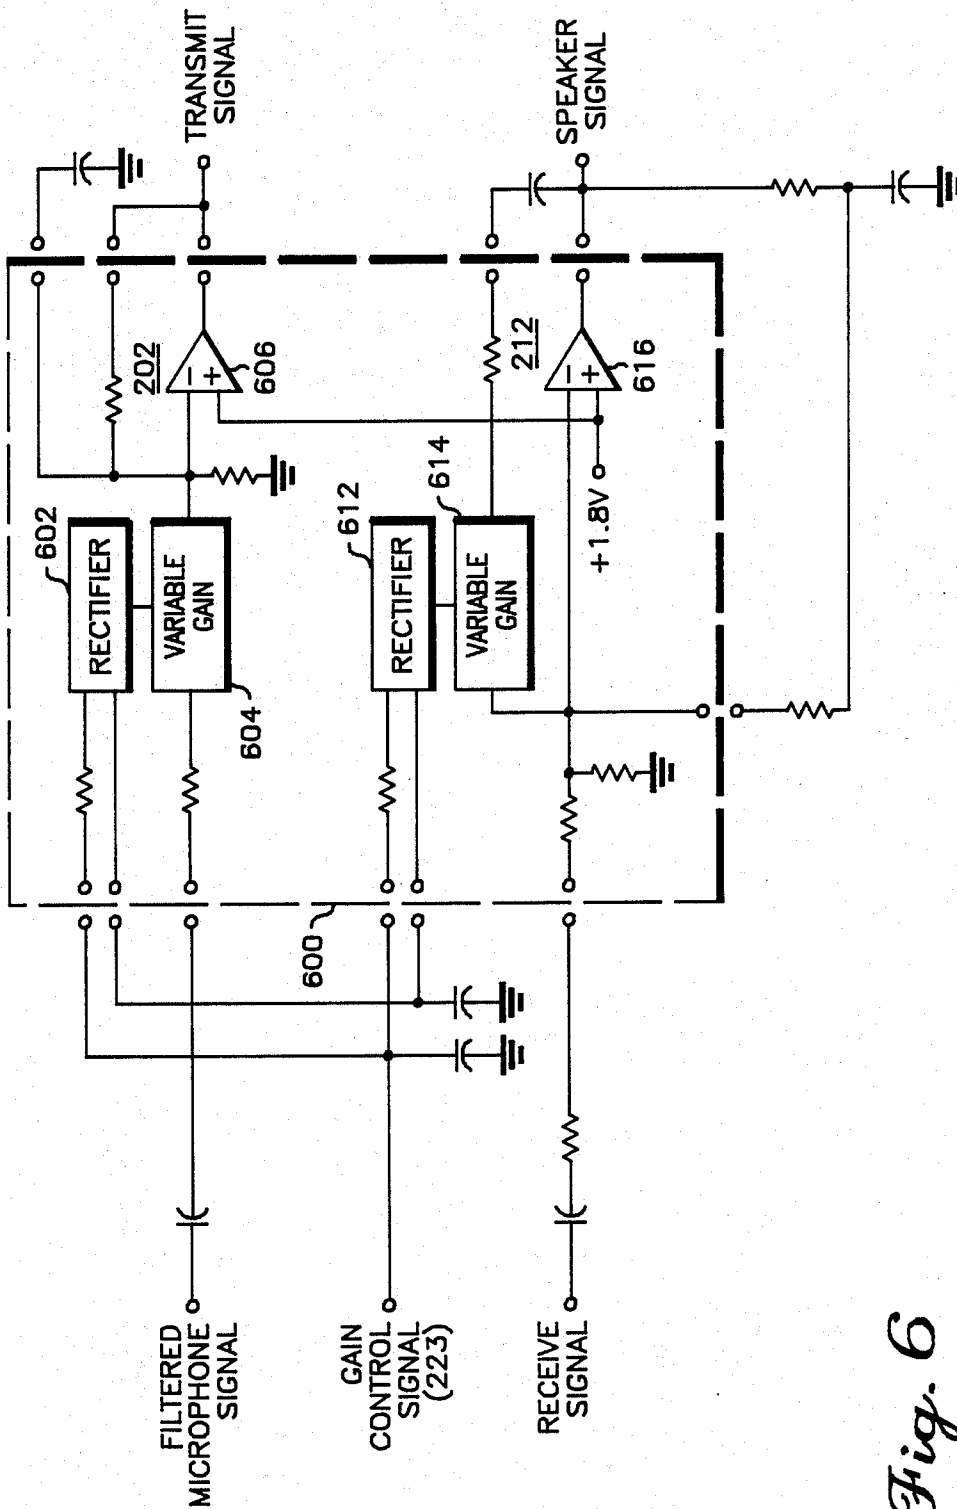 FILTERED
MICROPHONE
SIGNAL
GAIN
CONTROL
SIGNAL
(223)
RECEIVE
SIGNAL
600
602
RECTIFIER
VARIABLE
GAIN
604
202
606
-
+
TRANSMIT
SIGNAL
612
RECTIFIER
614
VARIABLE
GAIN
212
616
-
+
+1.8V
SPEAKER
SIGNAL
Fig. 6